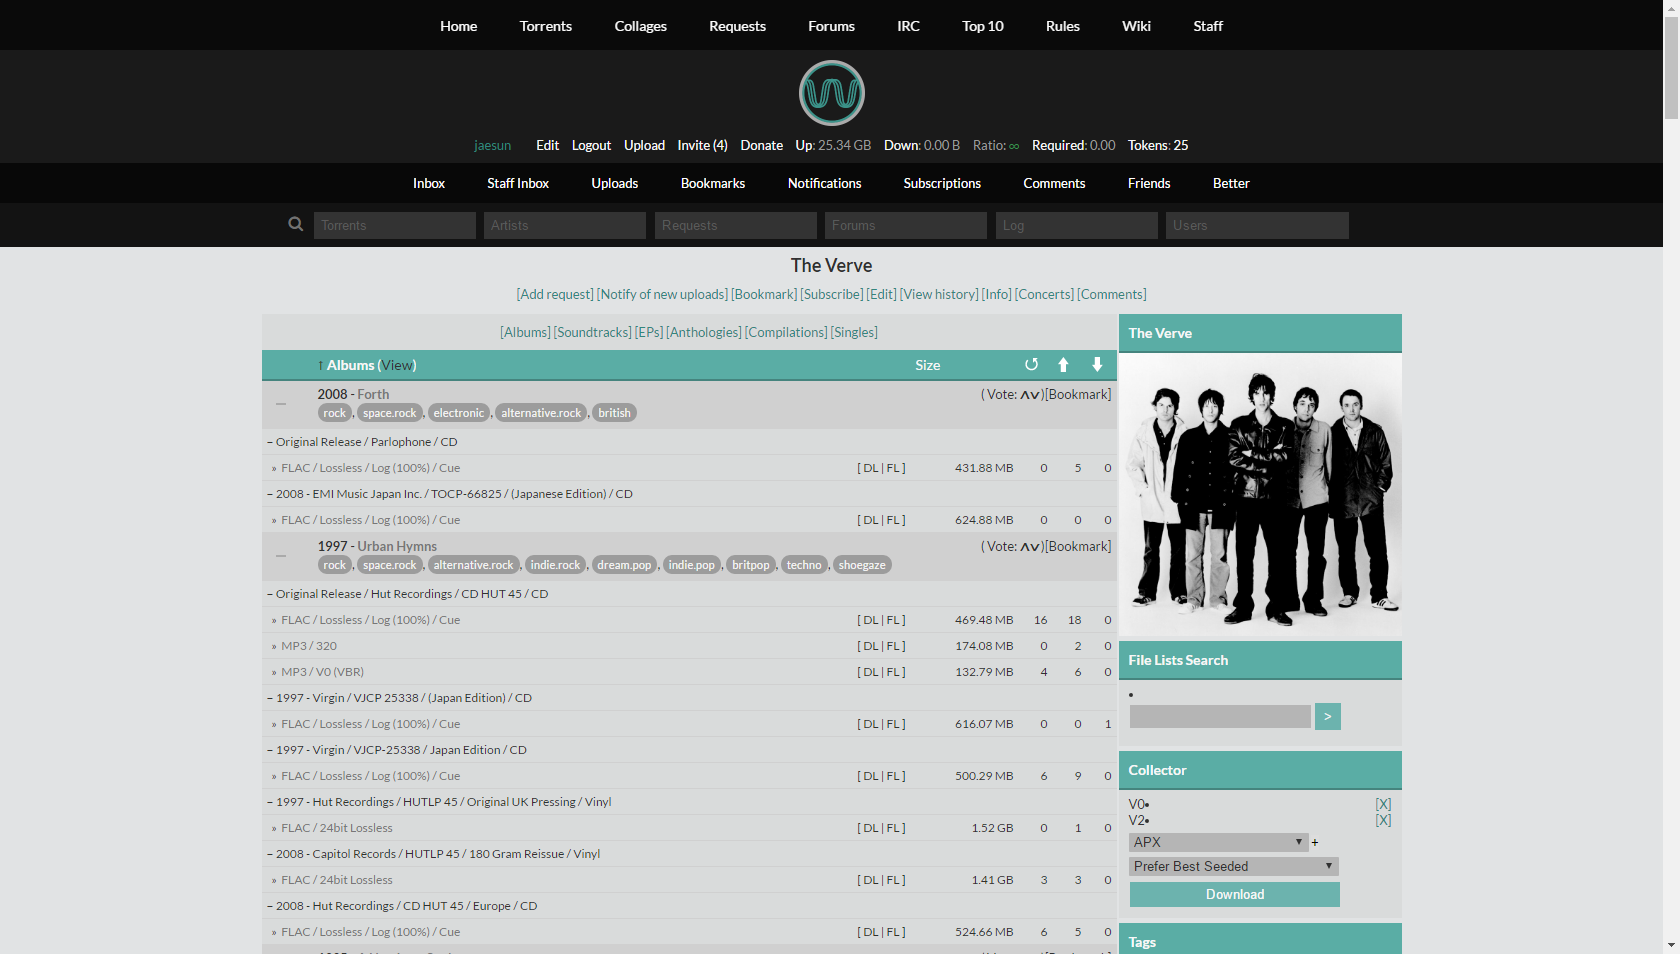 Home Torrents Collages Requests Forums IRC Top 10 Rules Wiki Staff
jaesun Edit Logout Upload Invite (4) Donate Up: 25.34 GB Down: 0.00 B Ratio: ∞ Required: 0.00 Tokens: 25
Inbox Staff Inbox Uploads Bookmarks Notifications Subscriptions Comments Friends Better
Torrents Artists Requests Forums Log Users
The Verve
[Add request] [Notify of new uploads] [Bookmark] [Subscribe] [Edit] [View history] [Info] [Concerts] [Comments]
[Albums] [Soundtracks] [EPs] [Anthologies] [Compilations] [Singles]
↑ Albums (View) Size
2008 - Forth ( Vote: ∧∨ )[Bookmark]
rock, space.rock, electronic, alternative.rock, british
− Original Release / Parlophone / CD
» FLAC / Lossless / Log (100%) / Cue [ DL | FL ] 431.88 MB 0 5 0
− 2008 - EMI Music Japan Inc. / TOCP-66825 / (Japanese Edition) / CD
» FLAC / Lossless / Log (100%) / Cue [ DL | FL ] 624.88 MB 0 0 0
1997 - Urban Hymns ( Vote: ∧∨ )[Bookmark]
rock, space.rock, alternative.rock, indie.rock, dream.pop, indie.pop, britpop, techno, shoegaze
− Original Release / Hut Recordings / CD HUT 45 / CD
» FLAC / Lossless / Log (100%) / Cue [ DL | FL ] 469.48 MB 16 18 0
» MP3 / 320 [ DL | FL ] 174.08 MB 0 2 0
» MP3 / V0 (VBR) [ DL | FL ] 132.79 MB 4 6 0
− 1997 - Virgin / VJCP 25338 / (Japan Edition) / CD
» FLAC / Lossless / Log (100%) / Cue [ DL | FL ] 616.07 MB 0 0 1
− 1997 - Virgin / VJCP-25338 / Japan Edition / CD
» FLAC / Lossless / Log (100%) / Cue [ DL | FL ] 500.29 MB 6 9 0
− 1997 - Hut Recordings / HUTLP 45 / Original UK Pressing / Vinyl
» FLAC / 24bit Lossless [ DL | FL ] 1.52 GB 0 1 0
− 2008 - Capitol Records / HUTLP 45 / 180 Gram Reissue / Vinyl
» FLAC / 24bit Lossless [ DL | FL ] 1.41 GB 3 3 0
− 2008 - Hut Recordings / CD HUT 45 / Europe / CD
» FLAC / Lossless / Log (100%) / Cue [ DL | FL ] 524.66 MB 6 5 0
The Verve
File Lists Search
>
Collector
V0• [X]
V2• [X]
APX +
Prefer Best Seeded
Download
Tags